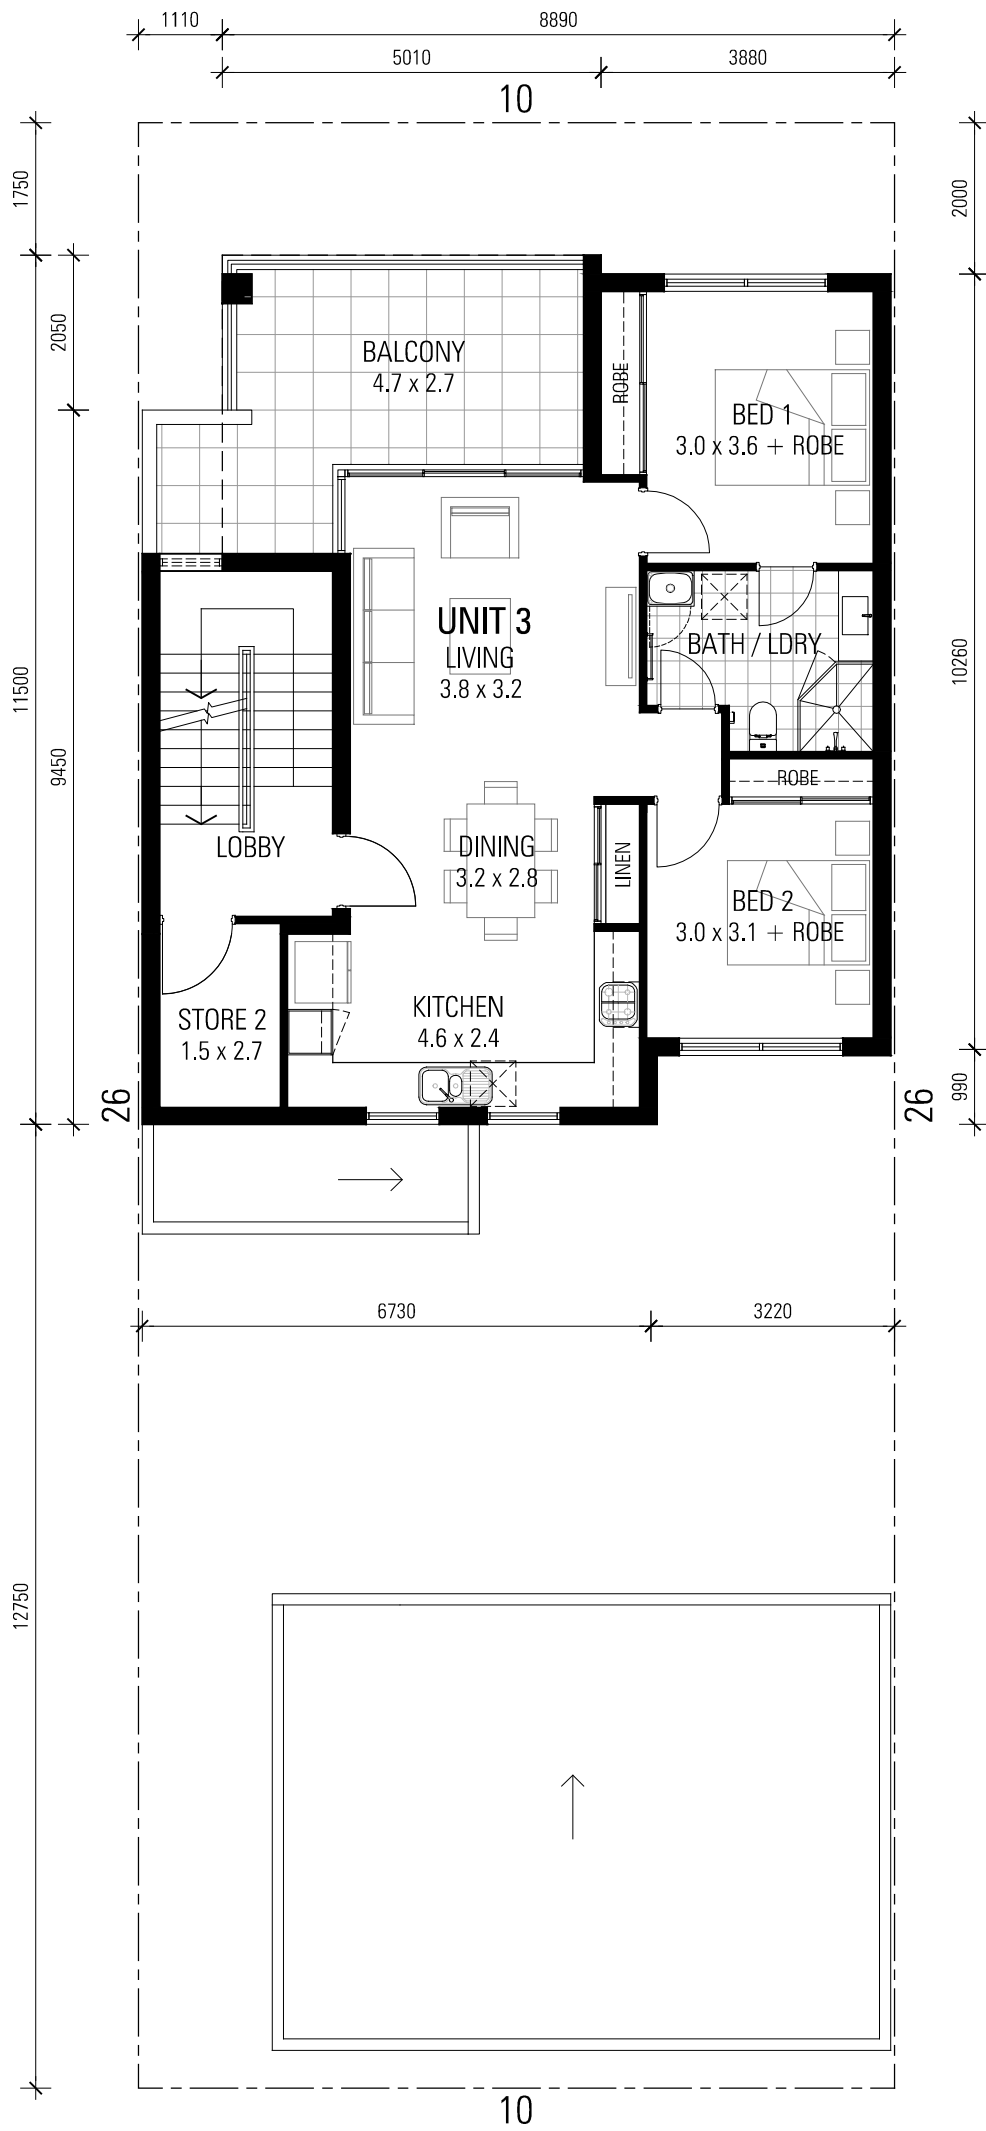 1110
8890
5010
3880
10
1750
2000
2050
BALCONY
4.7 x 2.7
ROBE
BED 1
3.0 x 3.6 + ROBE
UNIT 3
LIVING
3.8 x 3.2
BATH / LDRY
11500
10260
9450
ROBE
LOBBY
DINING
3.2 x 2.8
LINEN
BED 2
3.0 x 3.1 + ROBE
KITCHEN
4.6 x 2.4
STORE 2
1.5 x 2.7
26
26
990
6730
3220
12750
10